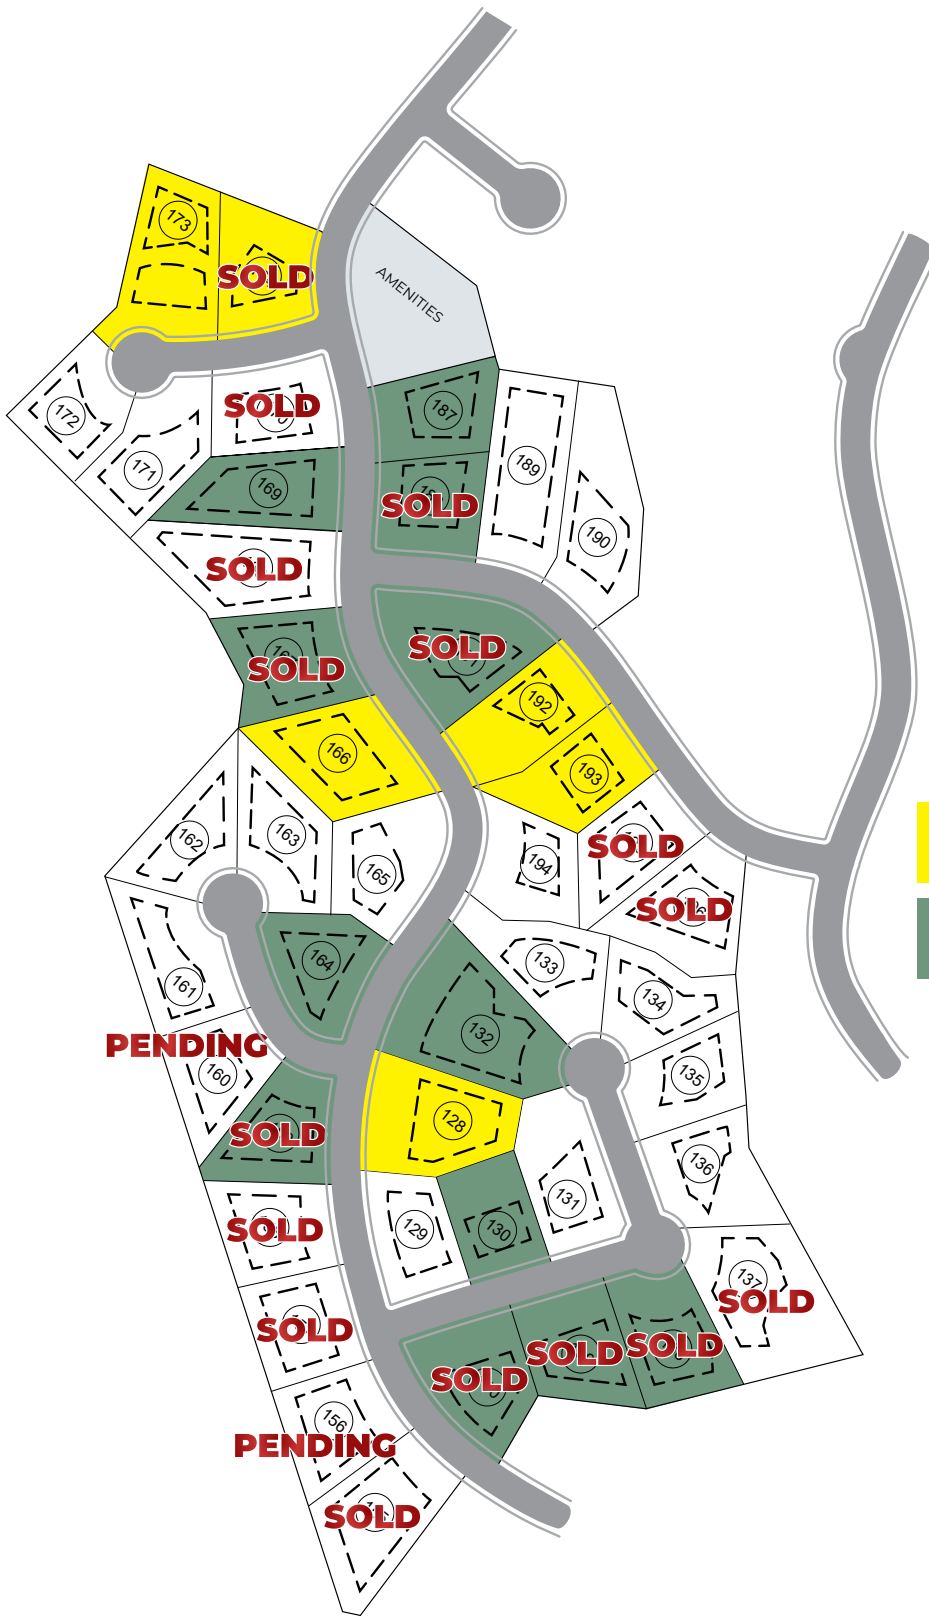 173
SOLD
AMENITIES
172
SOLD
187
171
189
169
SOLD
190
SOLD
SOLD
SOLD
192
166
193
162
163
SOLD
194
165
SOLD
164
133
161
134
132
PENDING
160
135
128
SOLD
136
131
SOLD
129
130
137
SOLD
SOLD
SOLD
SOLD
SOLD
156
PENDING
SOLD